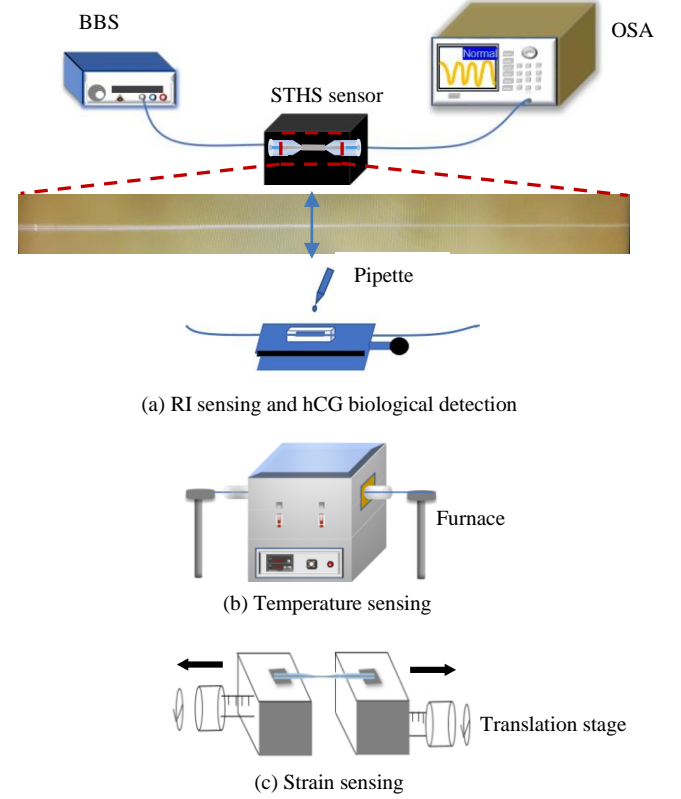 BBS
OSA
Normal
STHS sensor
Pipette
(a) RI sensing and hCG biological detection
Furnace
(b) Temperature sensing
Translation stage
(c) Strain sensing